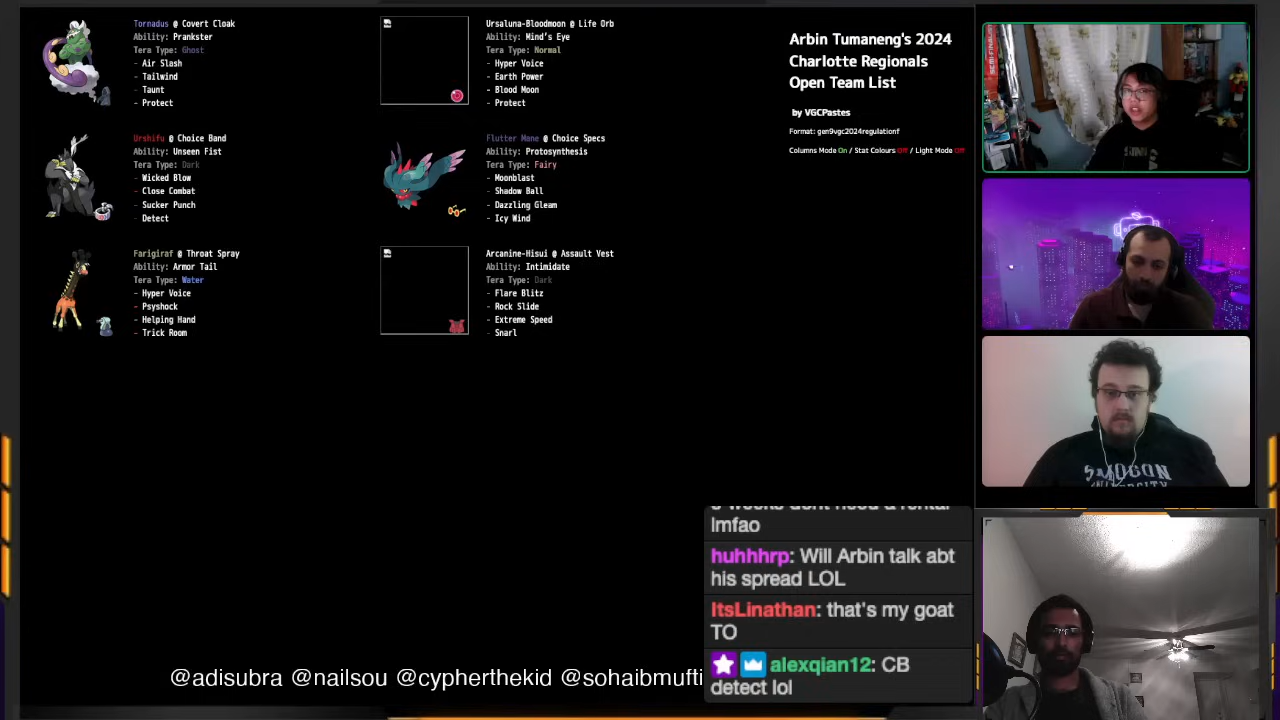 Tornadus @ Covert Cloak
Ability: Prankster
Tera Type: Ghost
- Air Slash
- Tailwind
- Taunt
- Protect
Ursaluna-Bloodmoon @ Life Orb
Ability: Mind's Eye
Tera Type: Normal
- Hyper Voice
- Earth Power
- Blood Moon
- Protect
Urshifu @ Choice Band
Ability: Unseen Fist
Tera Type: Dark
- Wicked Blow
- Close Combat
- Sucker Punch
- Detect
Flutter Mane @ Choice Specs
Ability: Protosynthesis
Tera Type: Fairy
- Moonblast
- Shadow Ball
- Dazzling Gleam
- Icy Wind
Farigiraf @ Throat Spray
Ability: Armor Tail
Tera Type: Water
- Hyper Voice
- Psyshock
- Helping Hand
- Trick Room
Arcanine-Hisui @ Assault Vest
Ability: Intimidate
Tera Type: Dark
- Flare Blitz
- Rock Slide
- Extreme Speed
- Snarl
Arbin Tumaneng's 2024
Charlotte Regionals
Open Team List
by VGCPastes
Format: gen9vgc2024regulationf
Columns Mode On / Stat Colours Off / Light Mode Off
SMOGON
UNIVERSITY
lmfao
huhhhrp: Will Arbin talk abt
his spread LOL
ItsLinathan: that's my goat
TO
alexqian12: CB
detect lol
@adisubra @nailsou @cypherthekid @sohaibmufti